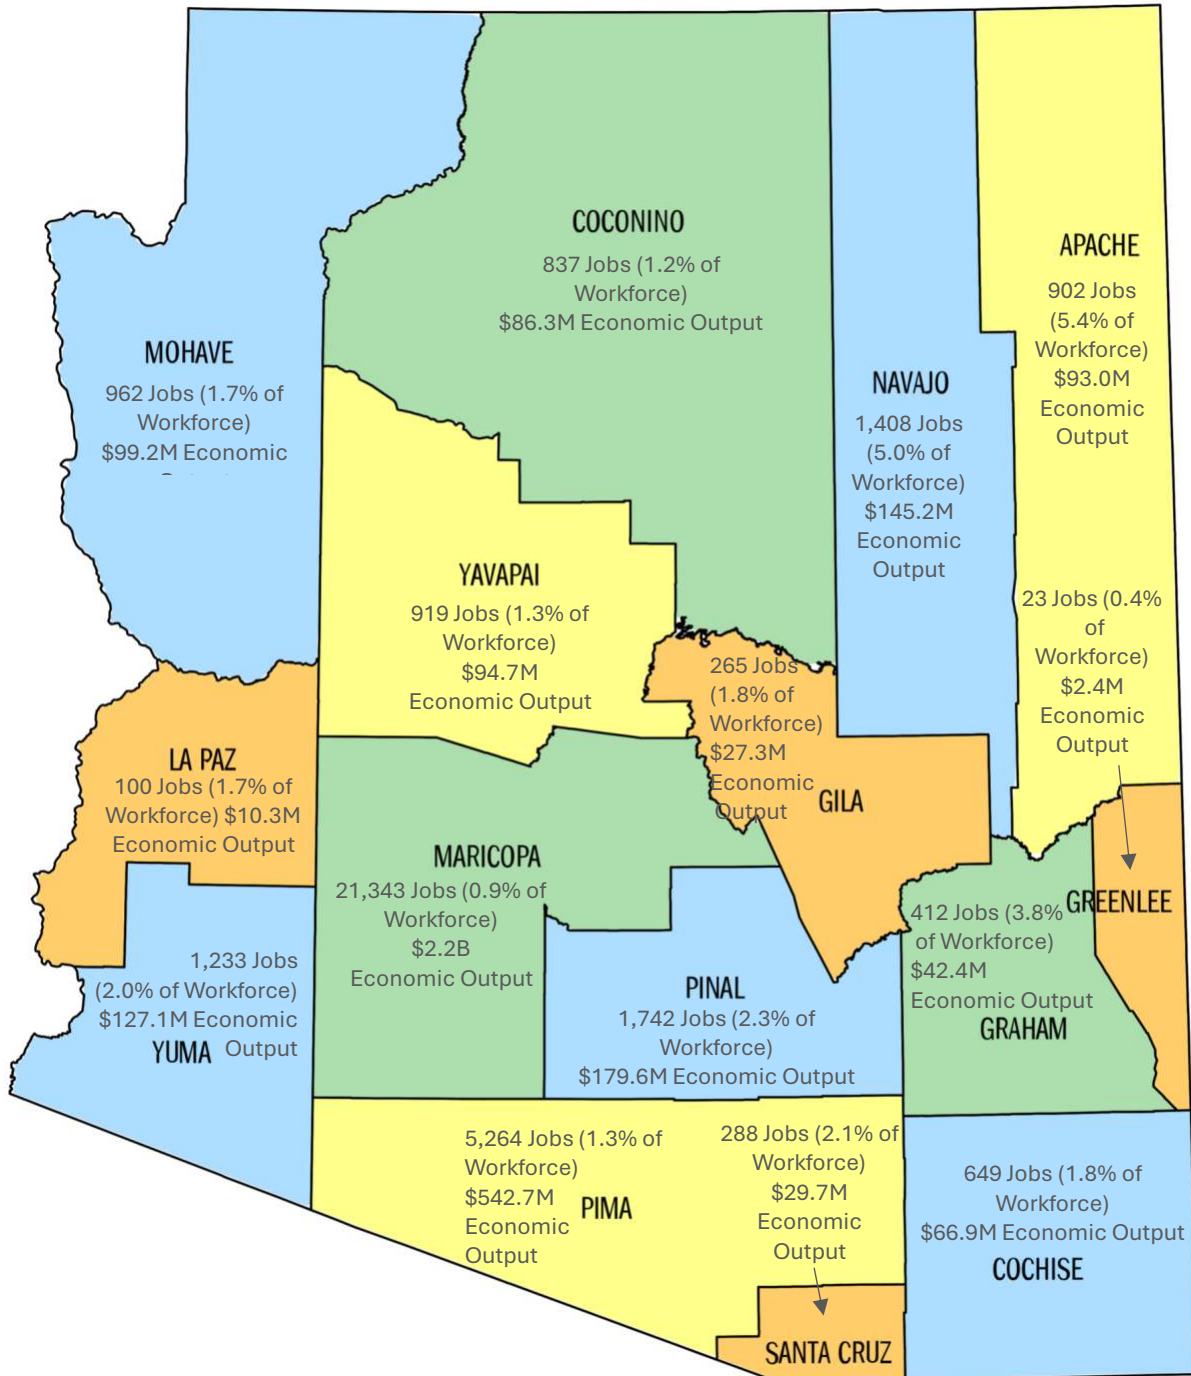 COCONINO
837 Jobs (1.2% of
Workforce)
$86.3M Economic Output
APACHE
902 Jobs
(5.4% of
Workforce)
$93.0M
Economic
Output
MOHAVE
962 Jobs (1.7% of
Workforce)
$99.2M Economic
NAVAJO
1,408 Jobs
(5.0% of
Workforce)
$145.2M
Economic
Output
YAVAPAI
919 Jobs (1.3% of
Workforce)
$94.7M
Economic Output
23 Jobs (0.4%
of
Workforce)
$2.4M
Economic
Output
265 Jobs
(1.8% of
Workforce)
$27.3M
Economic
Output
GILA
LA PAZ
100 Jobs (1.7% of
Workforce) $10.3M
Economic Output
MARICOPA
21,343 Jobs (0.9% of
Workforce)
$2.2B
Economic Output
GREENLEE
412 Jobs (3.8%
of Workforce)
$42.4M
Economic Output
GRAHAM
1,233 Jobs
(2.0% of Workforce)
$127.1M Economic
Output
YUMA
PINAL
1,742 Jobs (2.3% of
Workforce)
$179.6M Economic Output
5,264 Jobs (1.3% of
Workforce)
$542.7M
Economic
Output
PIMA
288 Jobs (2.1% of
Workforce)
$29.7M
Economic
Output
649 Jobs (1.8% of
Workforce)
$66.9M Economic Output
COCHISE
SANTA CRUZ